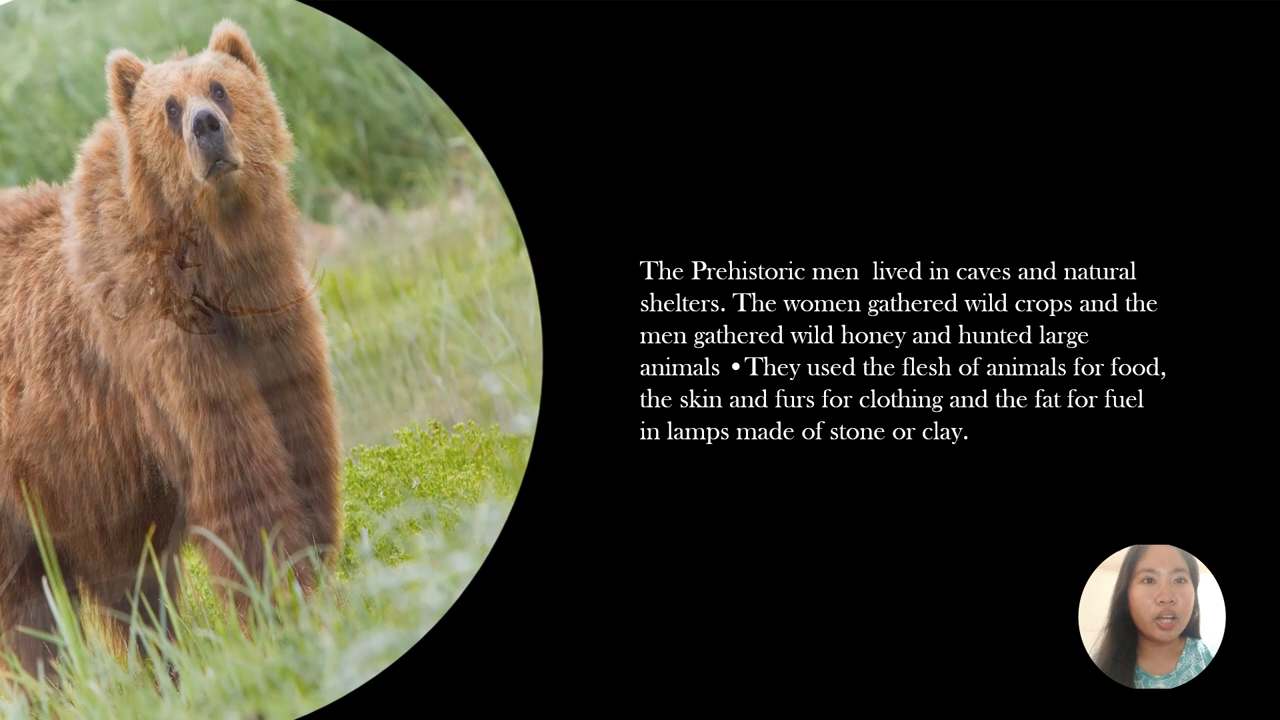 The Prehistoric men  lived in caves and natural
shelters. The women gathered wild crops and the
men gathered wild honey and hunted large
animals  •They used the flesh of animals for food,
the skin and furs for clothing and the fat for fuel
in lamps made of stone or clay.